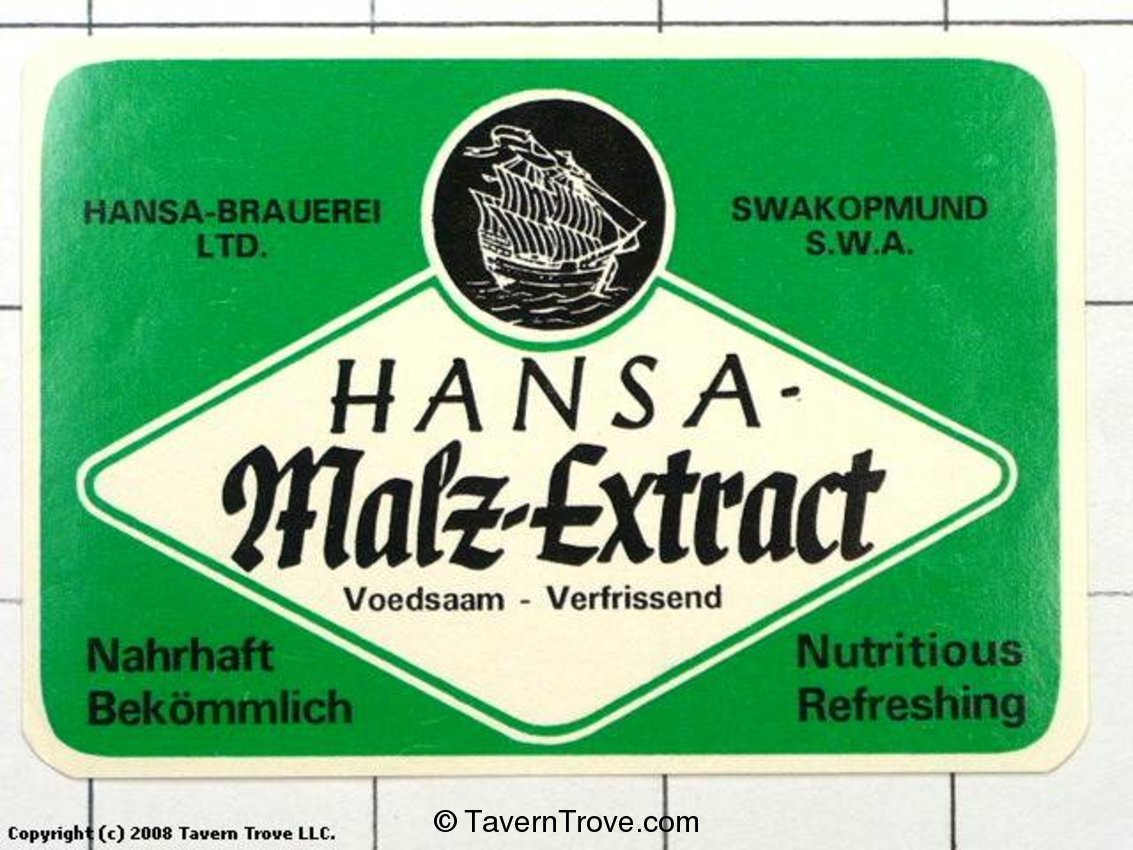 HANSA-BRAUEREI
LTD.
SWAKOPMUND
S.W.A.
HANSA-
Malz-Extract
Voedsaam - Verfrissend
Nahrhaft
Bekömmlich
Nutritious
Refreshing
© TavernTrove.com
Copyright (c) 2008 Tavern Trove LLC.